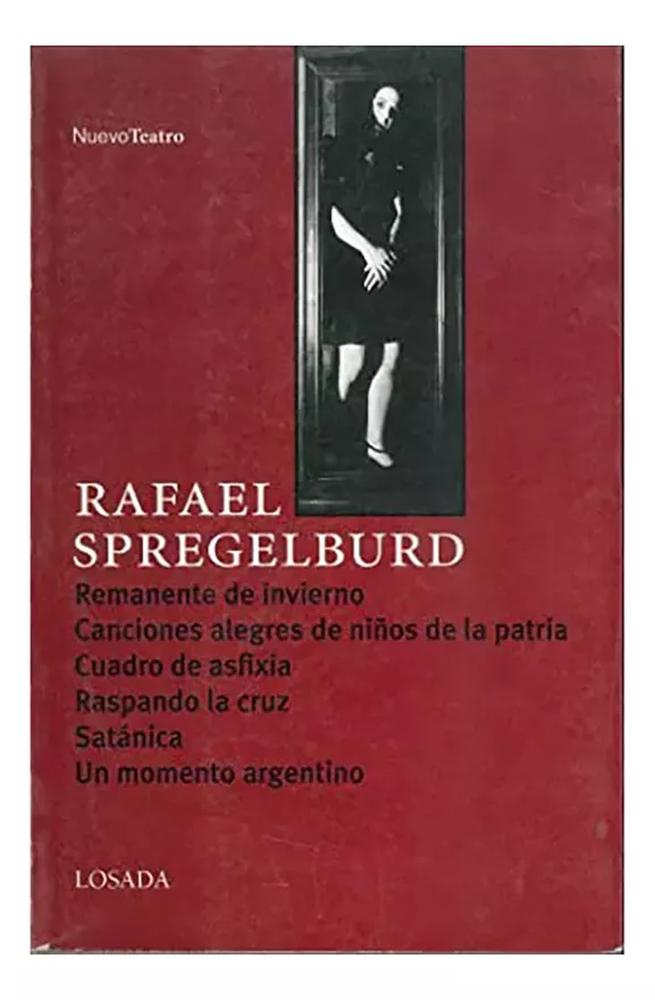 NuevoTeatro
RAFAEL
SPREGELBURD
Remanente de invierno
Canciones alegres de niños de la patria
Cuadro de asfixia
Raspando la cruz
Satánica
Un momento argentino
LOSADA